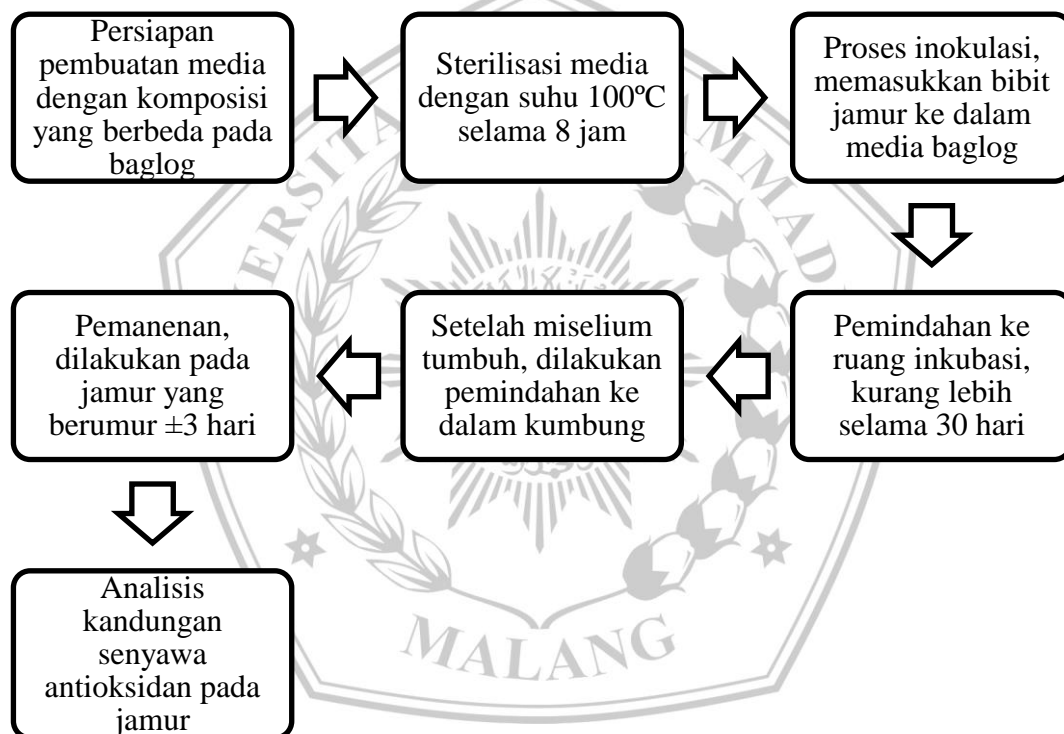 Persiapan
pembuatan media
dengan komposisi
yang berbeda pada
baglog
Sterilisasi media
dengan suhu 100ºC
selama 8 jam
Proses inokulasi,
memasukkan bibit
jamur ke dalam
media baglog
Pemindahan ke
ruang inkubasi,
kurang lebih
selama 30 hari
Setelah miselium
tumbuh, dilakukan
pemindahan ke
dalam kumbung
Pemanenan,
dilakukan pada
jamur yang
berumur ±3 hari
Analisis
kandungan
senyawa
antioksidan pada
jamur
MALANG